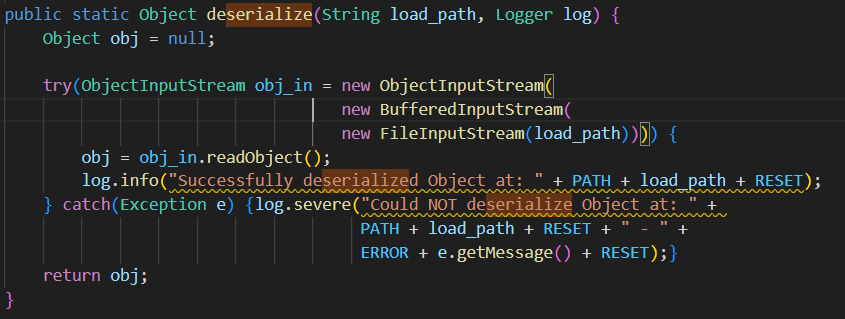 public static Object deserialize(String load_path, Logger log) {
    Object obj = null;

    try(ObjectInputStream obj_in = new ObjectInputStream(
                                   new BufferedInputStream(
                                   new FileInputStream(load_path)))) {
        obj = obj_in.readObject();
        log.info("Successfully deserialized Object at: " + PATH + load_path + RESET);
    } catch(Exception e) {log.severe("Could NOT deserialize Object at: " +
                                     PATH + load_path + RESET + " - " +
                                     ERROR + e.getMessage() + RESET);}
    return obj;
}